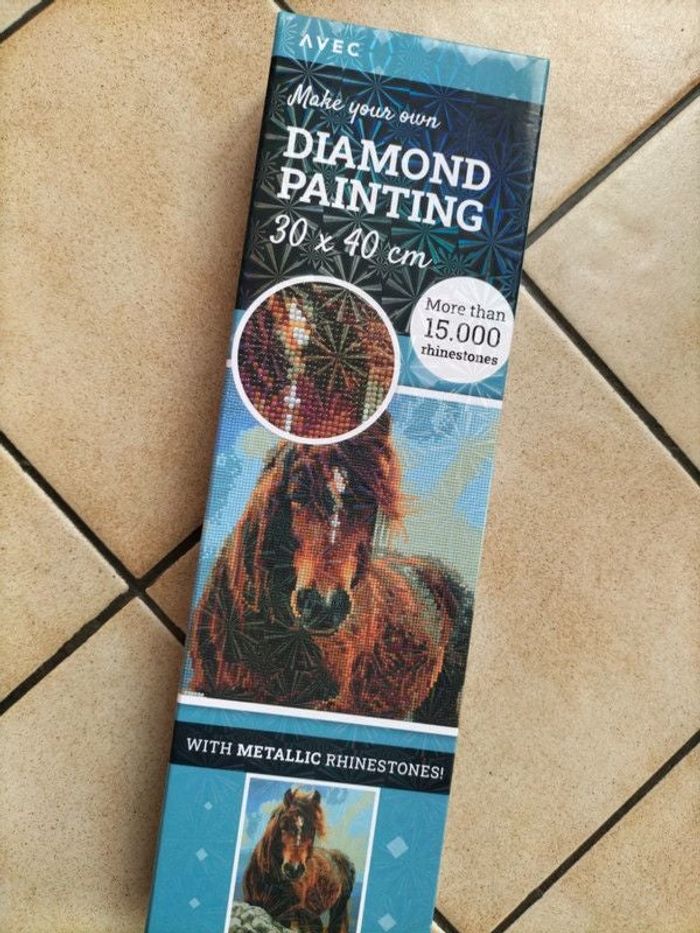 AVEC
Make your own
DIAMOND
PAINTING
30 x 40 cm
More than
15.000
rhinestones
WITH METALLIC RHINESTONES!